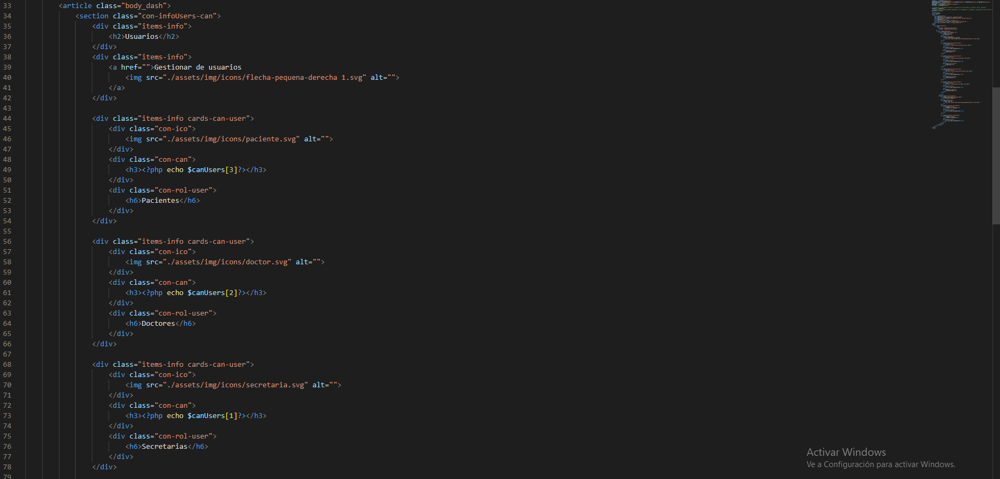 33 <article class="body_dash">
34 <section class="con-infoUsers-can">
35 <div class="items-info">
36 <h2>Usuarios</h2>
37 </div>
38 <div class="items-info">
39 <a href="">Gestionar de usuarios
40 <img src="./assets/img/icons/flecha-pequena-derecha 1.svg" alt="">
41 </a>
42 </div>
43
44 <div class="items-info cards-can-user">
45 <div class="con-ico">
46 <img src="./assets/img/icons/paciente.svg" alt="">
47 </div>
48 <div class="con-can">
49 <h3><?php echo $canUsers[3]?></h3>
50 </div>
51 <div class="con-rol-user">
52 <h6>Pacientes</h6>
53 </div>
54 </div>
55
56 <div class="items-info cards-can-user">
57 <div class="con-ico">
58 <img src="./assets/img/icons/doctor.svg" alt="">
59 </div>
60 <div class="con-can">
61 <h3><?php echo $canUsers[2]?></h3>
62 </div>
63 <div class="con-rol-user">
64 <h6>Doctores</h6>
65 </div>
66 </div>
67
68 <div class="items-info cards-can-user">
69 <div class="con-ico">
70 <img src="./assets/img/icons/secretaria.svg" alt="">
71 </div>
72 <div class="con-can">
73 <h3><?php echo $canUsers[1]?></h3>
74 </div>
75 <div class="con-rol-user">
76 <h6>Secretarias</h6>
77 </div>
78 </div>
79
Activar Windows
Ve a Configuración para activar Windows.